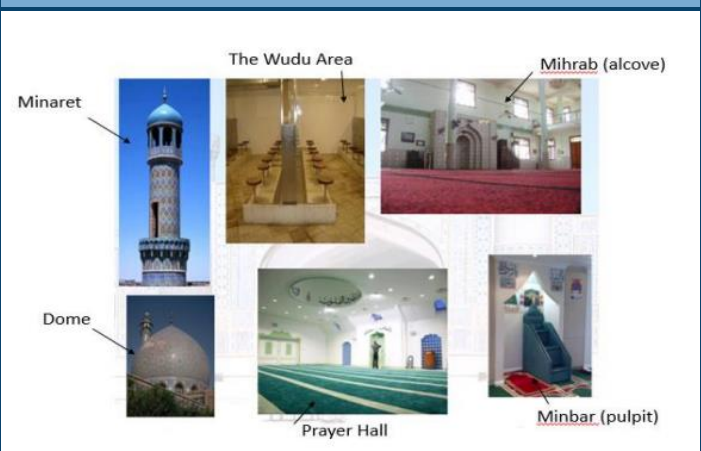 The Wudu Area
Mihrab (alcove)
Minaret
Dome
Minbar (pulpit)
Prayer Hall